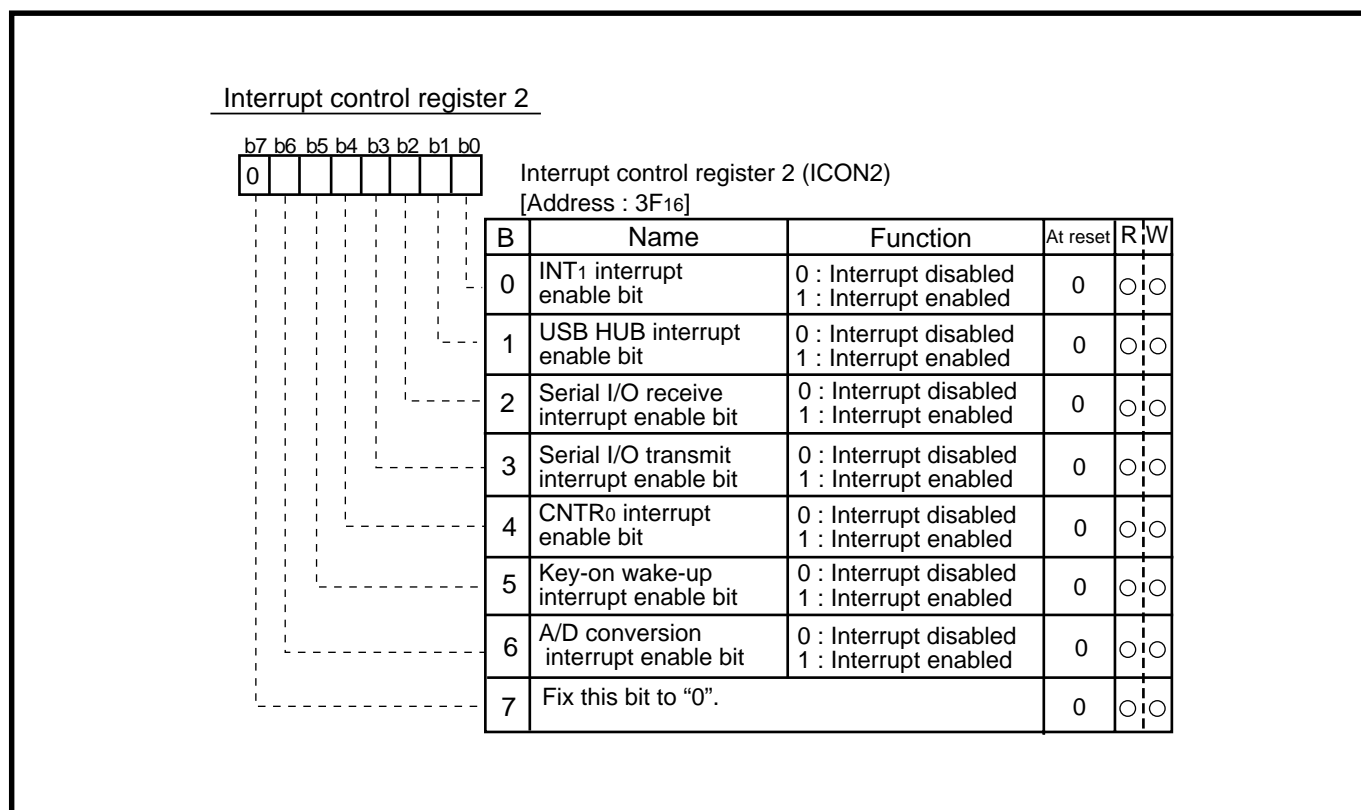 Interrupt control register 2
b7 b6 b5 b4 b3 b2 b1 b0
0
Interrupt control register 2 (ICON2)
[Address : 3F16]
B Name Function At reset R W
0 INT1 interrupt enable bit 0 : Interrupt disabled 1 : Interrupt enabled 0 ○ ○
1 USB HUB interrupt enable bit 0 : Interrupt disabled 1 : Interrupt enabled 0 ○ ○
2 Serial I/O receive interrupt enable bit 0 : Interrupt disabled 1 : Interrupt enabled 0 ○ ○
3 Serial I/O transmit interrupt enable bit 0 : Interrupt disabled 1 : Interrupt enabled 0 ○ ○
4 CNTR0 interrupt enable bit 0 : Interrupt disabled 1 : Interrupt enabled 0 ○ ○
5 Key-on wake-up interrupt enable bit 0 : Interrupt disabled 1 : Interrupt enabled 0 ○ ○
6 A/D conversion interrupt enable bit 0 : Interrupt disabled 1 : Interrupt enabled 0 ○ ○
7 Fix this bit to “0”. 0 ○ ○